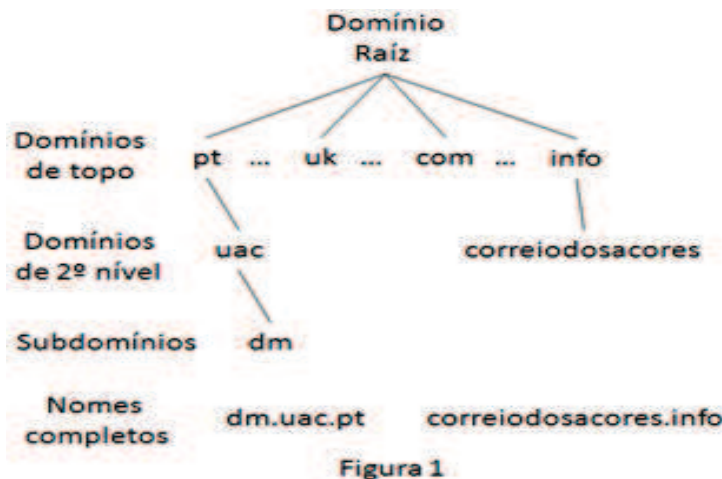 Domínio
Raíz
Domínios
de topo
pt ... uk ... com ... info
Domínios
de 2º nível
uac correiodosacores
Subdomínios dm
Nomes
completos
dm.uac.pt correiodosacores.info
Figura 1